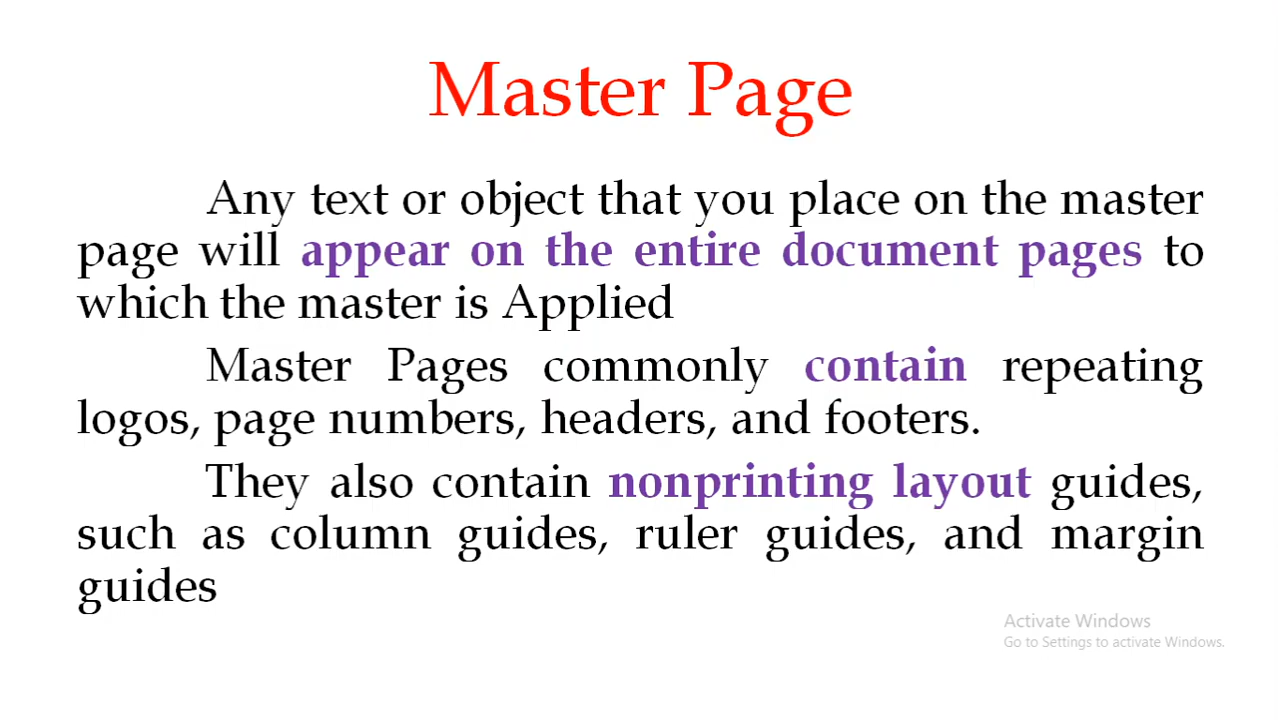 Master Page
Any text or object that you place on the master
page will appear on the entire document pages to
which the master is Applied
Master Pages commonly contain repeating
logos, page numbers, headers, and footers.
They also contain nonprinting layout guides,
such as column guides, ruler guides, and margin
guides
Activate Windows
Go to Settings to activate Windows.